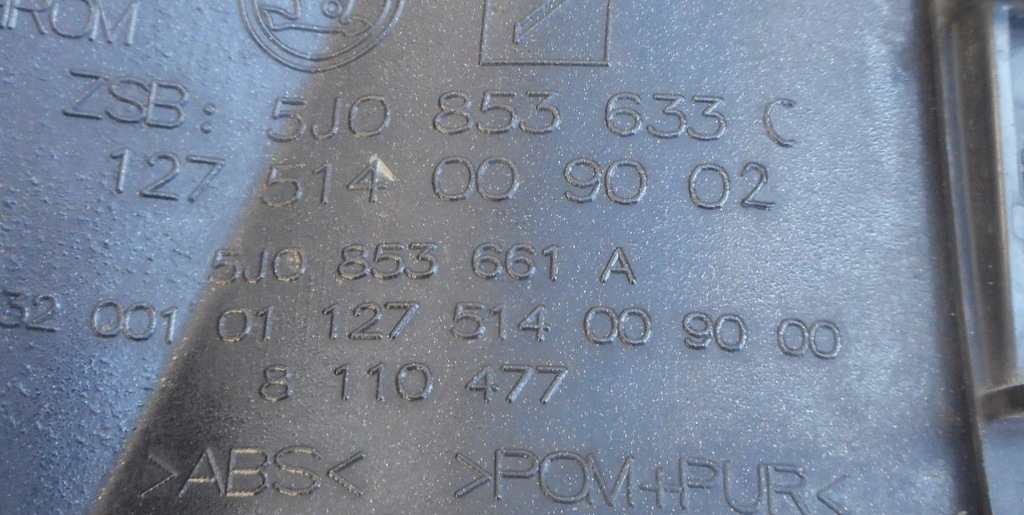 HROM
ZSB: 5J0 853 633 C
127 514 00 90 02
5J0 853 661 A
32 001 01 127 514 00 90 00
8 110 477
>ABS< >POM+PUR<